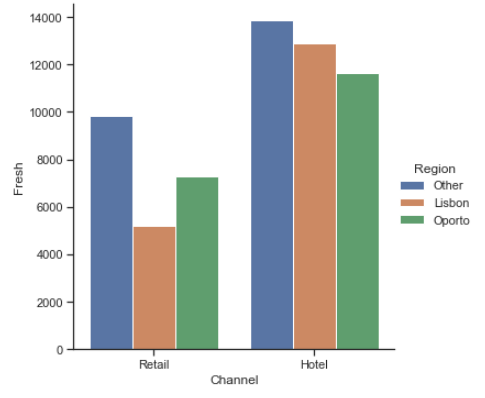 14000
12000
10000
8000
6000
4000
2000
0
Fresh
Retail
Hotel
Channel
Region
Other
Lisbon
Oporto